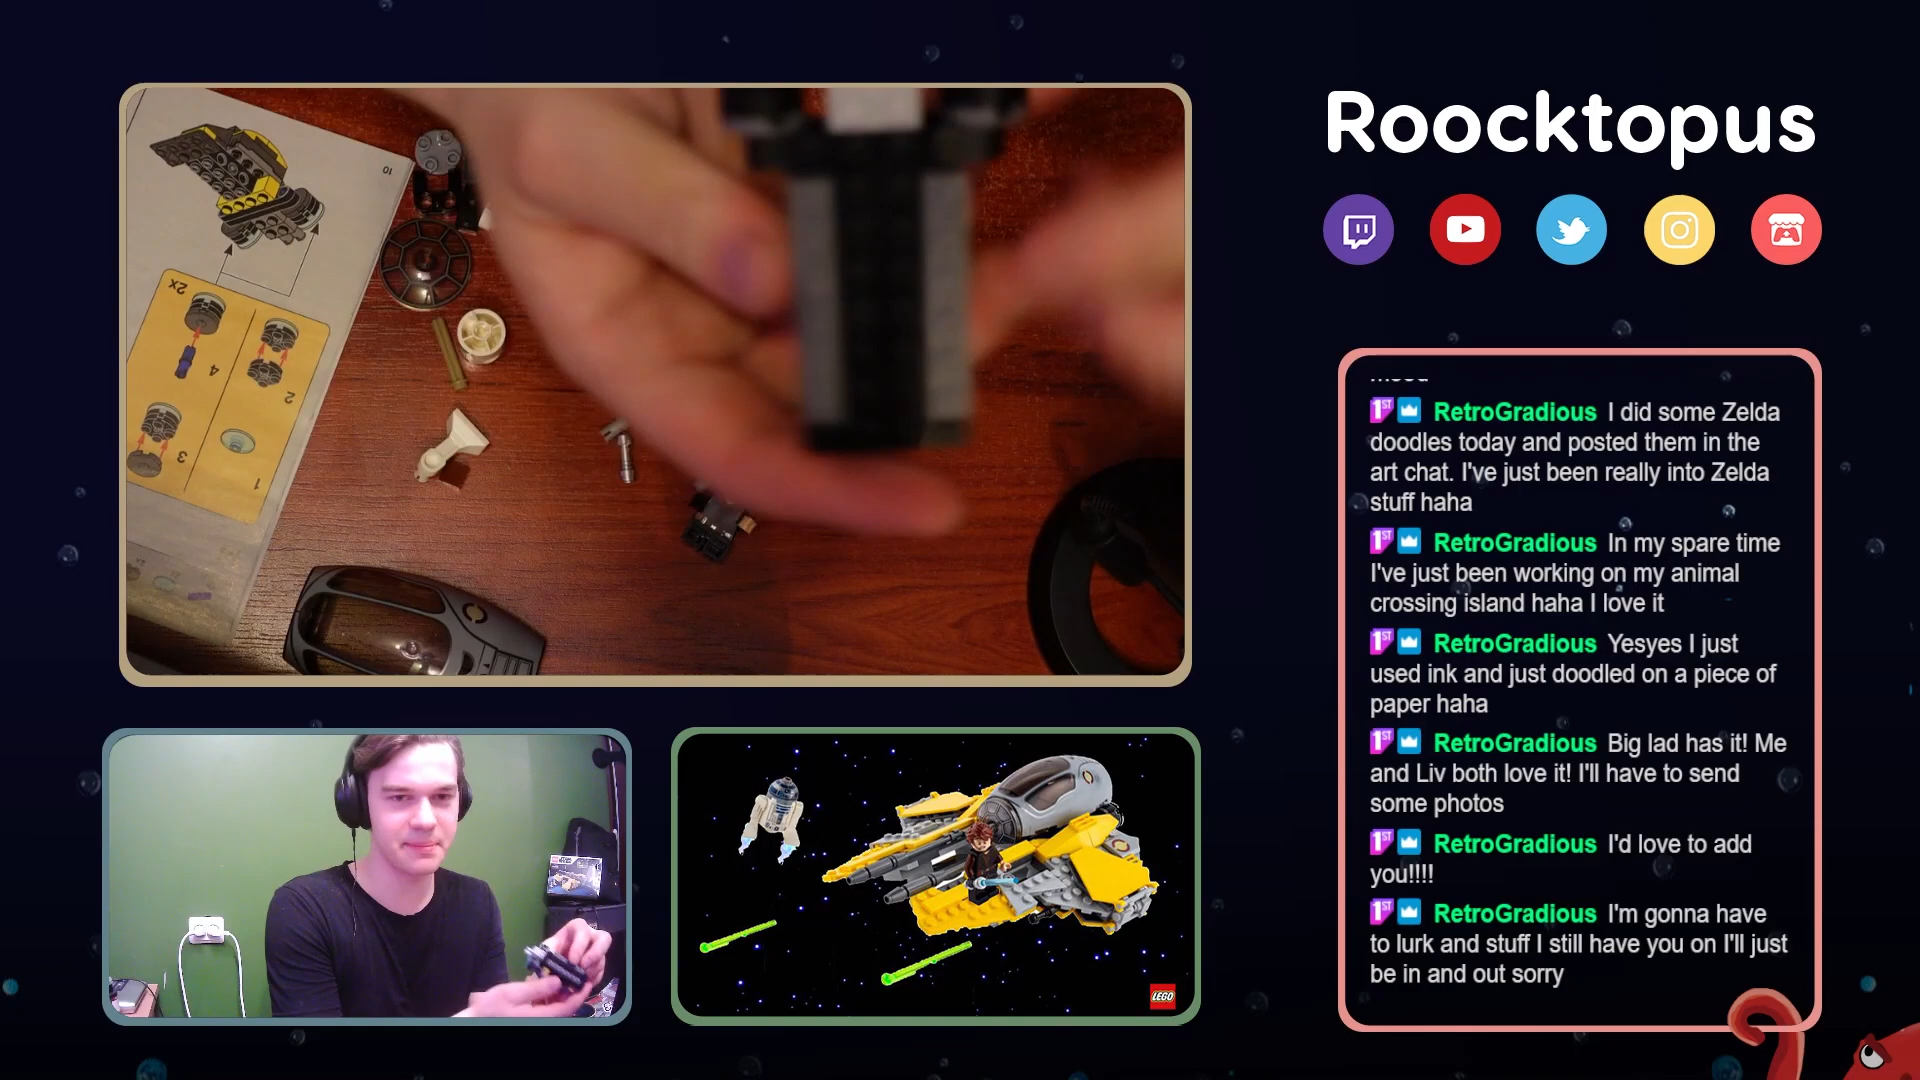 Roocktopus
10
2x
4
2
3
1
RetroGradious I did some Zelda
doodles today and posted them in the
art chat. I've just been really into Zelda
stuff haha
RetroGradious In my spare time
I've just been working on my animal
crossing island haha I love it
RetroGradious Yesyes I just
used ink and just doodled on a piece of
paper haha
RetroGradious Big lad has it! Me
and Liv both love it! I'll have to send
some photos
RetroGradious I'd love to add
you!!!!
RetroGradious I'm gonna have
to lurk and stuff I still have you on I'll just
be in and out sorry
LEGO